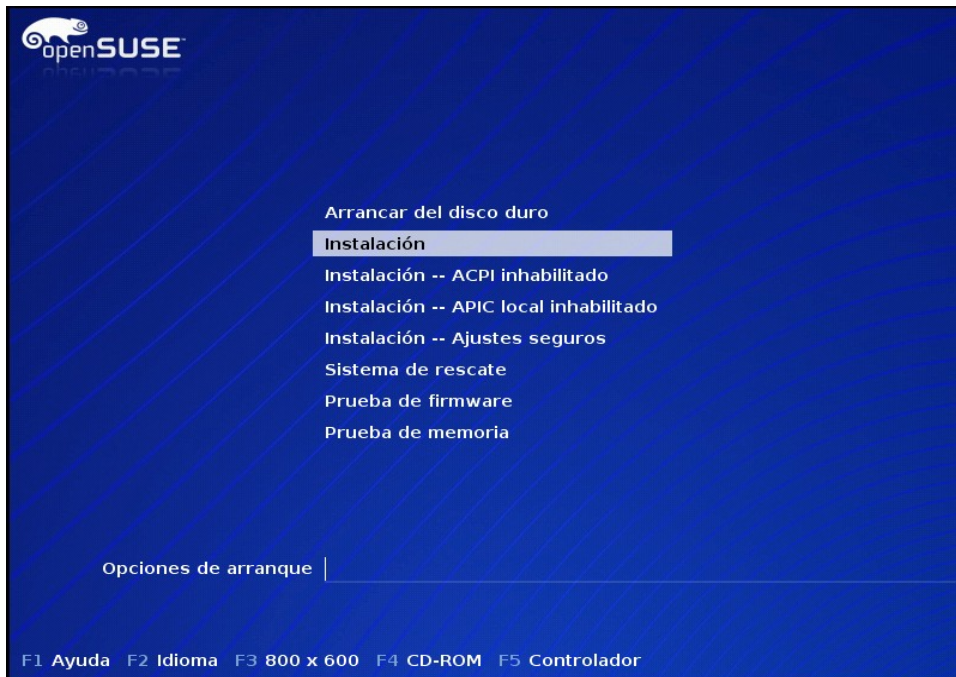 openSUSE
Arrancar del disco duro
Instalación
Instalación -- ACPI inhabilitado
Instalación -- APIC local inhabilitado
Instalación -- Ajustes seguros
Sistema de rescate
Prueba de firmware
Prueba de memoria
Opciones de arranque
F1 Ayuda F2 Idioma F3 800 x 600 F4 CD-ROM F5 Controlador